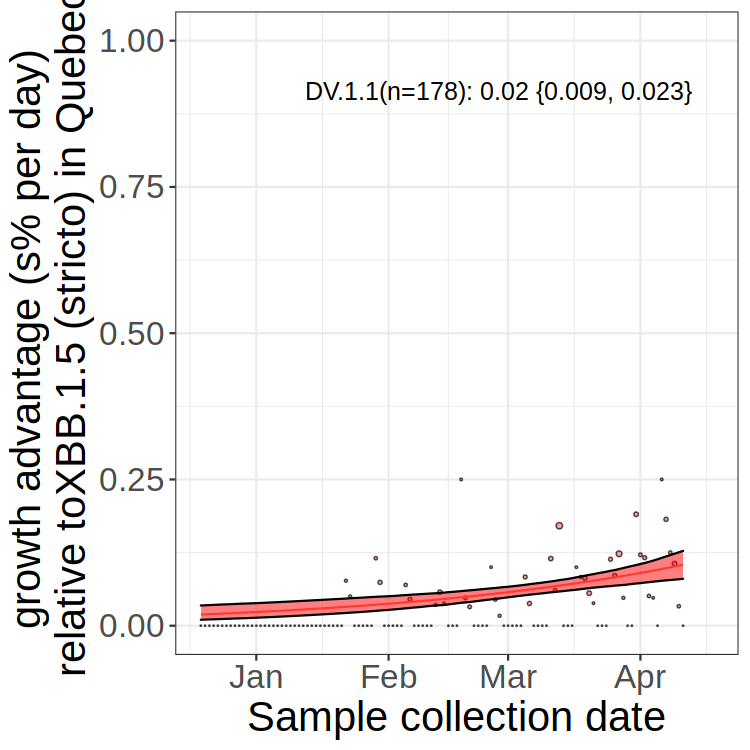 growth advantage (s% per day)
relative toXBB.1.5 (stricto) in Quebec
1.00
0.75
0.50
0.25
0.00
DV.1.1(n=178): 0.02 {0.009, 0.023}
Jan Feb Mar Apr
Sample collection date